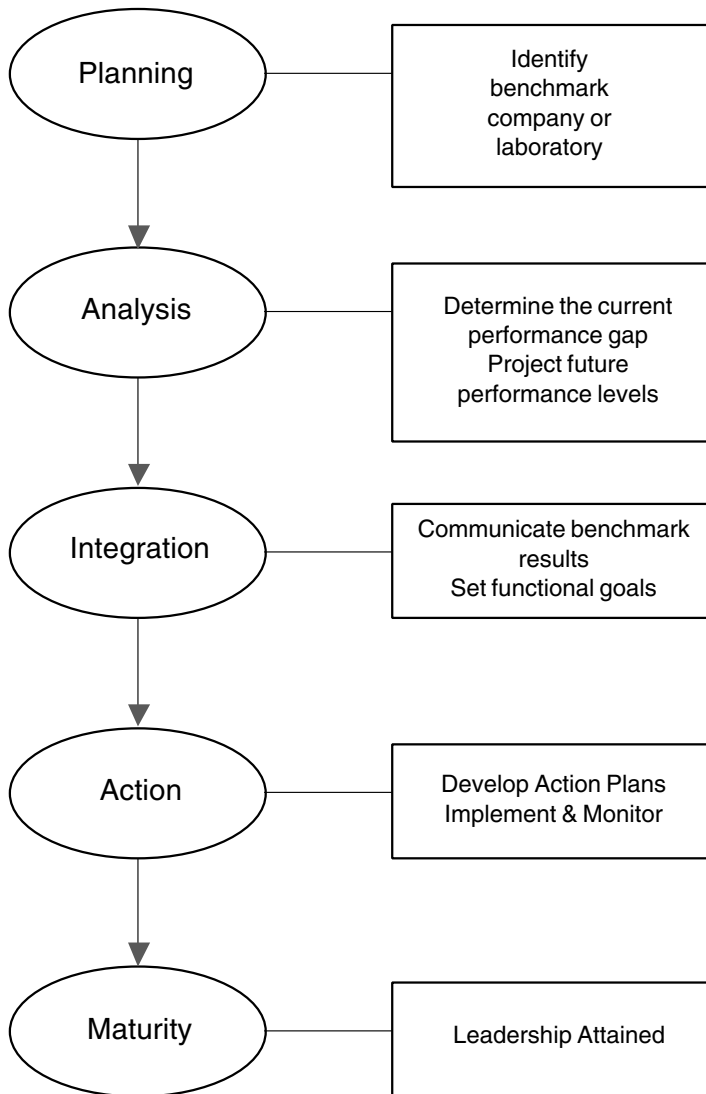 Planning
Identify
benchmark
company or
laboratory
Analysis
Determine the current
performance gap
Project future
performance levels
Integration
Communicate benchmark
results
Set functional goals
Action
Develop Action Plans
Implement & Monitor
Maturity
Leadership Attained